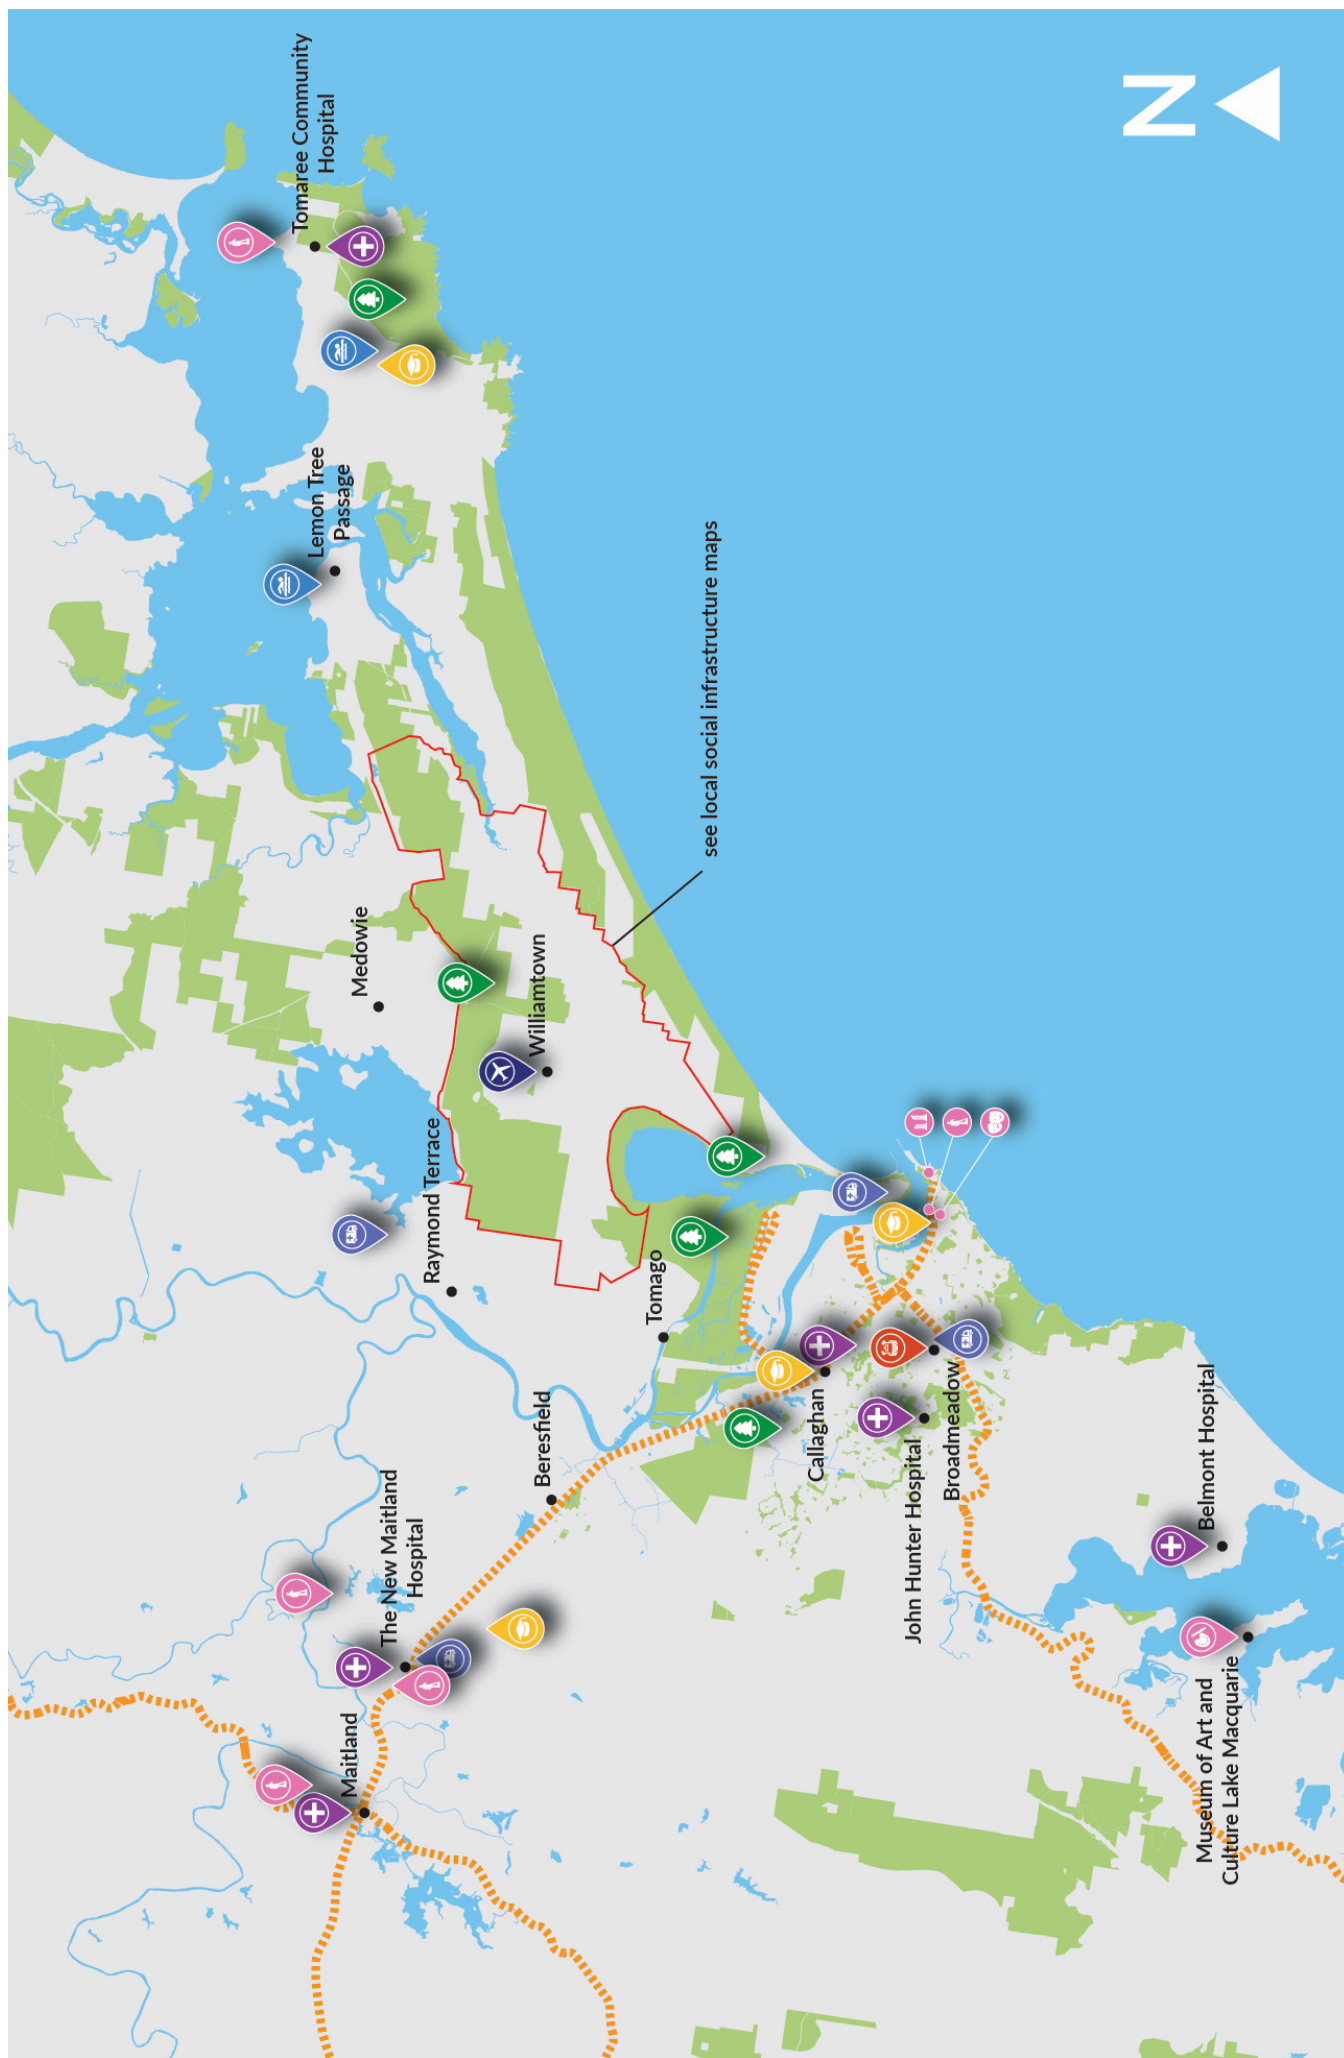 N
Tomaree Community
Hospital
Lemon Tree
Passage
see local social infrastructure maps
Medowie
Williamtown
Raymond Terrace
Tomago
Beresfield
Callaghan
Broadmeadow
John Hunter Hospital
Belmont Hospital
The New Maitland
Hospital
Maitland
Museum of Art and
Culture Lake Macquarie